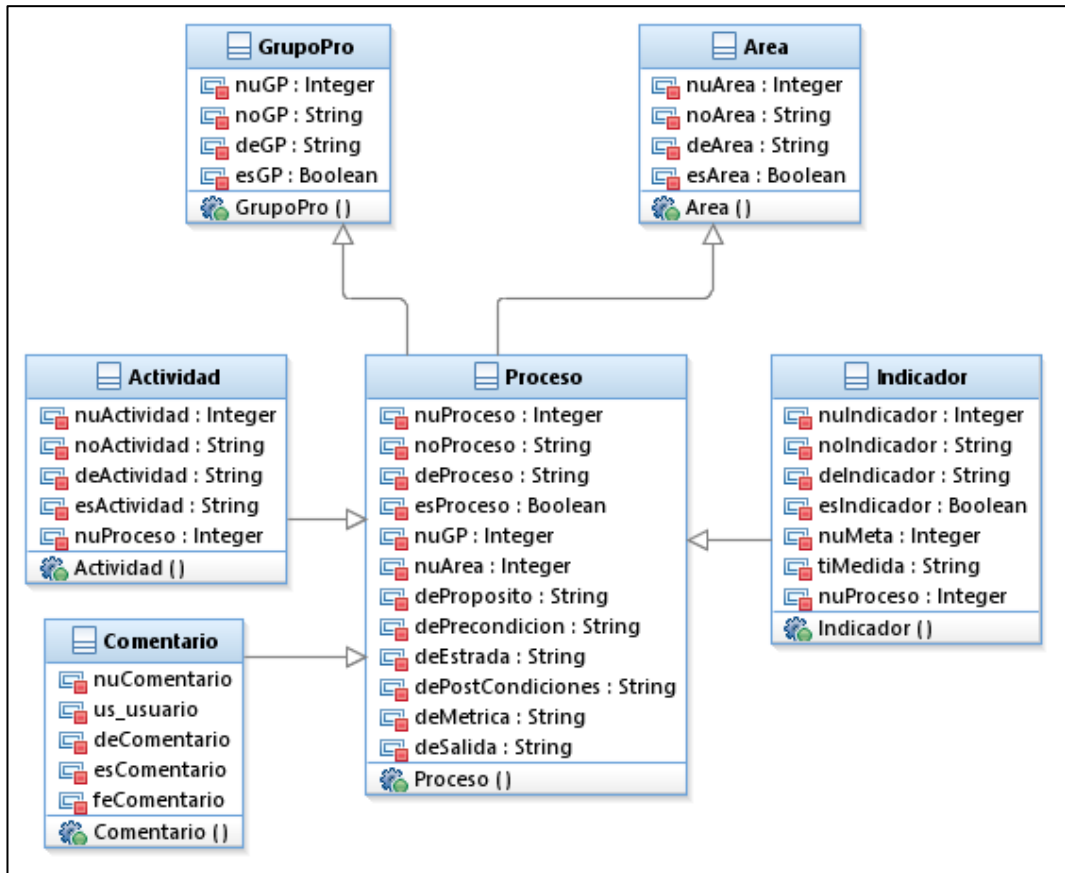 GrupoPro
nuGP : Integer
noGP : String
deGP : String
esGP : Boolean
GrupoPro ()
Area
nuArea : Integer
noArea : String
deArea : String
esArea : Boolean
Area ()
Actividad
nuActividad : Integer
noActividad : String
deActividad : String
esActividad : String
nuProceso : Integer
Actividad ()
Proceso
nuProceso : Integer
noProceso : String
deProceso : String
esProceso : Boolean
nuGP : Integer
nuArea : Integer
deProposito : String
dePrecondicion : String
deEstrada : String
dePostCondiciones : String
deMetrica : String
deSalida : String
Proceso ()
Indicador
nuIndicador : Integer
noIndicador : String
deIndicador : String
esIndicador : Boolean
nuMeta : Integer
tiMedida : String
nuProceso : Integer
Indicador ()
Comentario
nuComentario
us_usuario
deComentario
esComentario
feComentario
Comentario ()